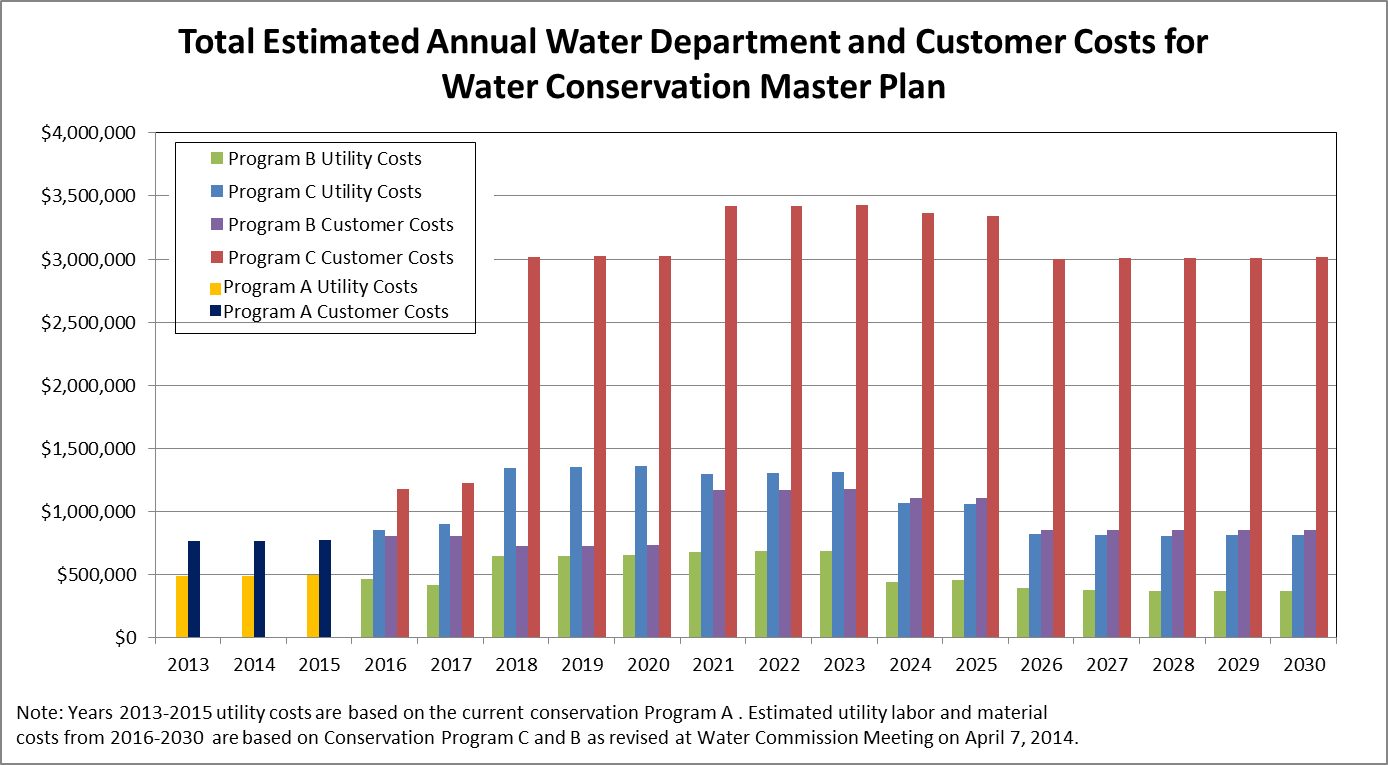 Total Estimated Annual Water Department and Customer Costs for
Water Conservation Master Plan
$4,000,000
$3,500,000
$3,000,000
$2,500,000
$2,000,000
$1,500,000
$1,000,000
$500,000
$0
Program B Utility Costs
Program C Utility Costs
Program B Customer Costs
Program C Customer Costs
Program A Utility Costs
Program A Customer Costs
2013 2014 2015 2016 2017 2018 2019 2020 2021 2022 2023 2024 2025 2026 2027 2028 2029 2030
Note: Years 2013-2015 utility costs are based on the current conservation Program A . Estimated utility labor and material
costs from 2016-2030 are based on Conservation Program C and B as revised at Water Commission Meeting on April 7, 2014.